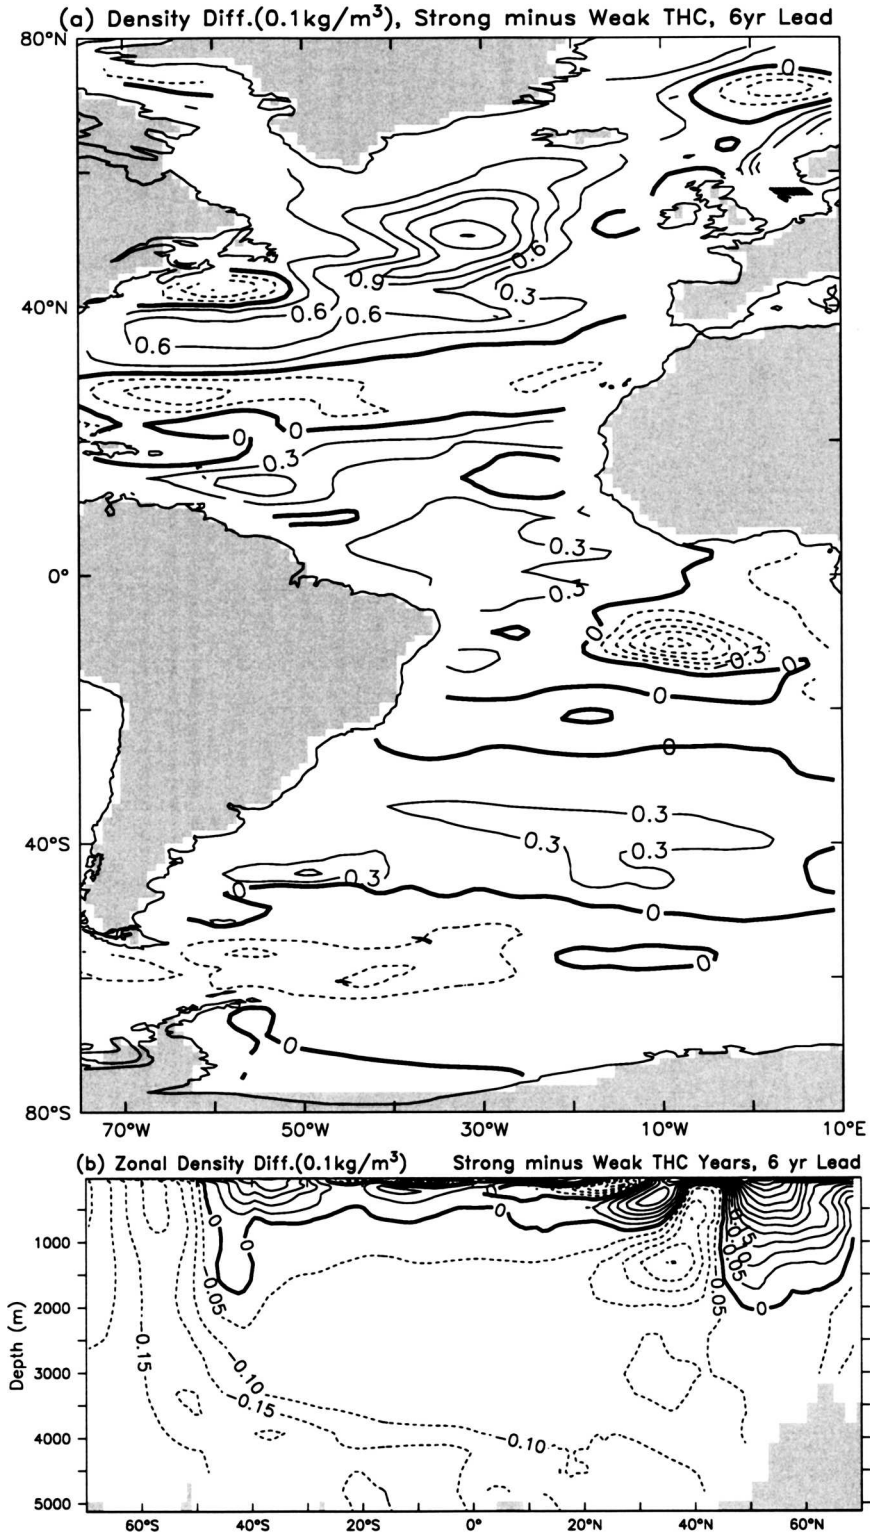 (a) Density Diff.(0.1kg/m³), Strong minus Weak THC, 6yr Lead
80°N
0
0.6
0.9
0.3
40°N
0.6
0.6
0.6
0
0
0.3
0.3
0°
0.3
0
-0.3
0
0
0
0.3
0.3
0.3
40°S
0.3
0
0
0
0
80°S
70°W
50°W
30°W
10°W
10°E
(b) Zonal Density Diff.(0.1kg/m³) Strong minus Weak THC Years, 6 yr Lead
0
0
0
0
1000
2000
3000
4000
5000
Depth (m)
-0.05
-0.15
-0.10
-0.15
-0.10
-0.05
0.05
0
60°S
40°S
20°S
0°
20°N
40°N
60°N